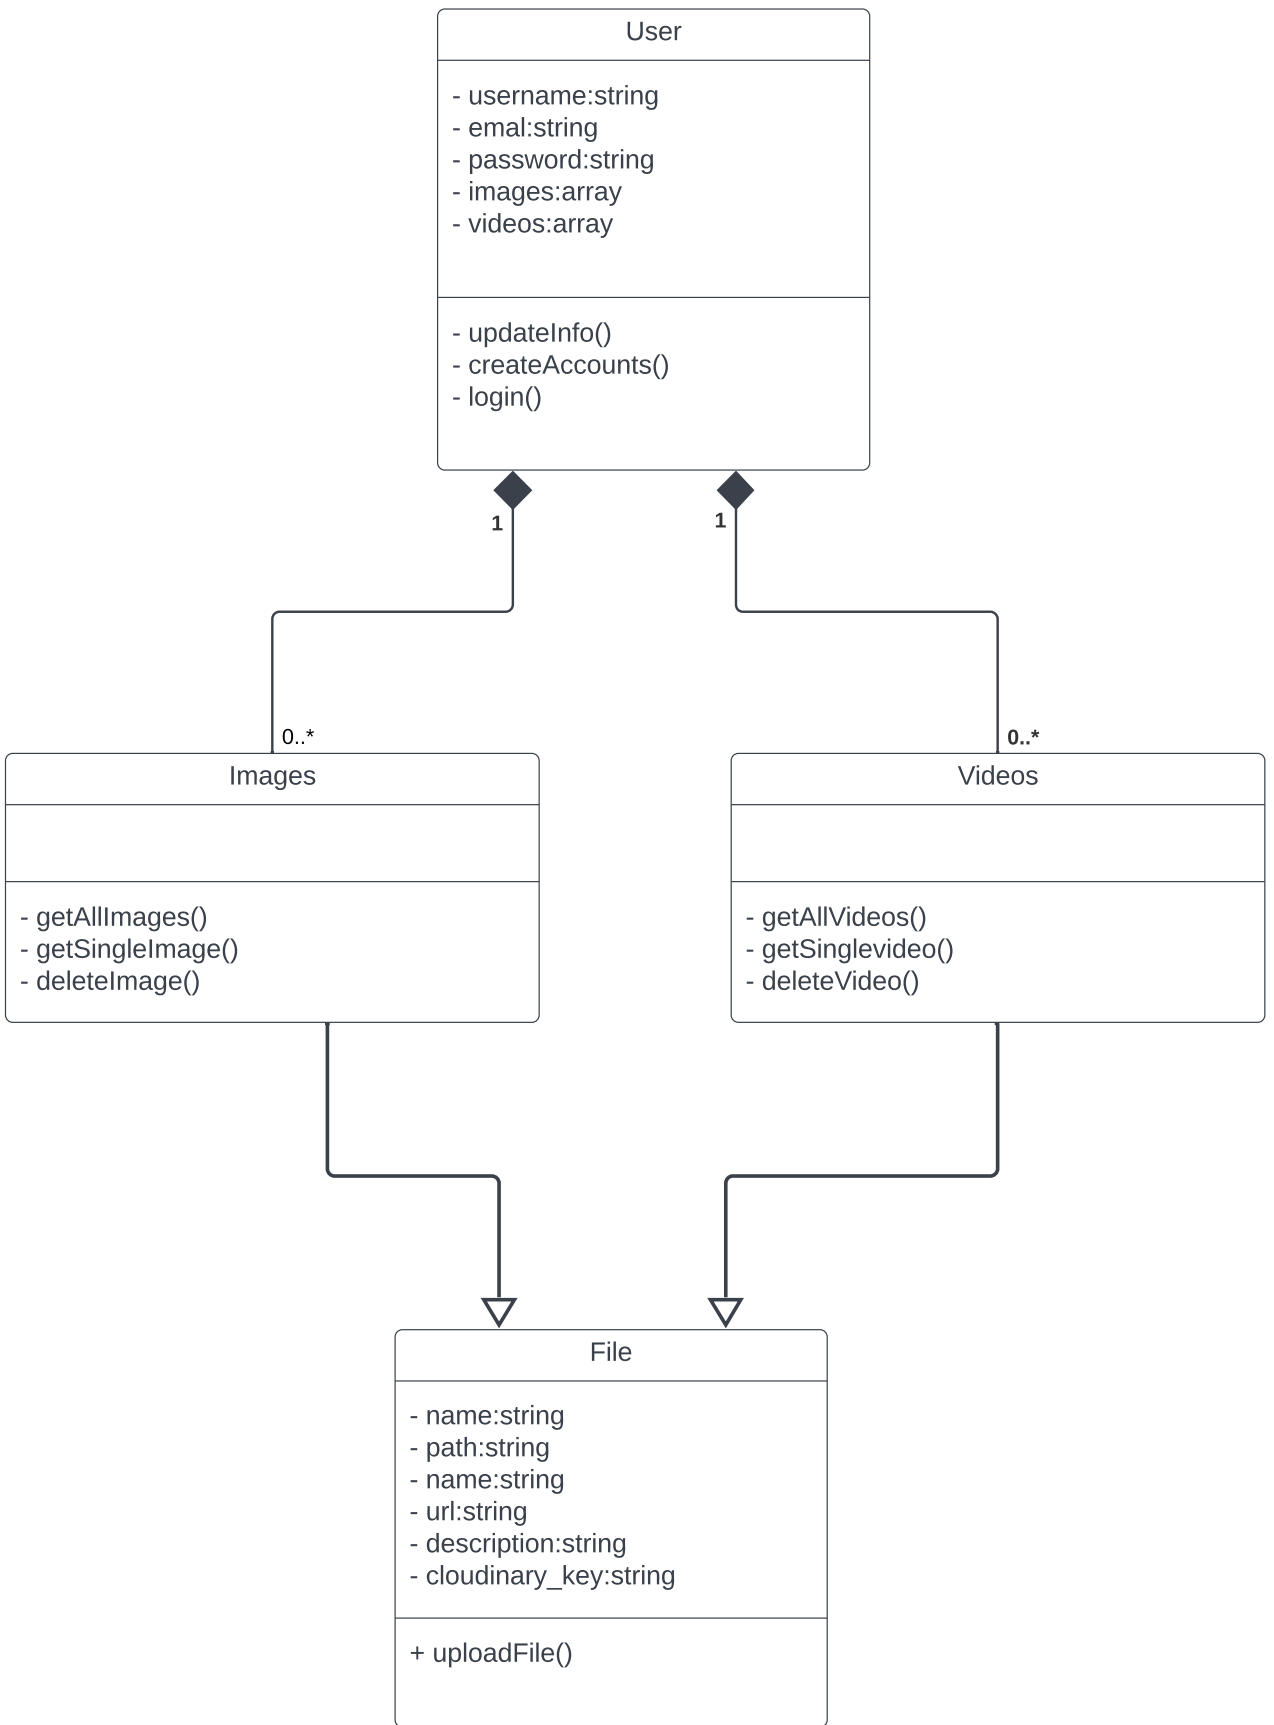 User
- username:string
- emal:string
- password:string
- images:array
- videos:array
- updateInfo()
- createAccounts()
- login()
1
1
0..*
0..*
Images
- getAllImages()
- getSingleImage()
- deleteImage()
Videos
- getAllVideos()
- getSinglevideo()
- deleteVideo()
File
- name:string
- path:string
- name:string
- url:string
- description:string
- cloudinary_key:string
+ uploadFile()